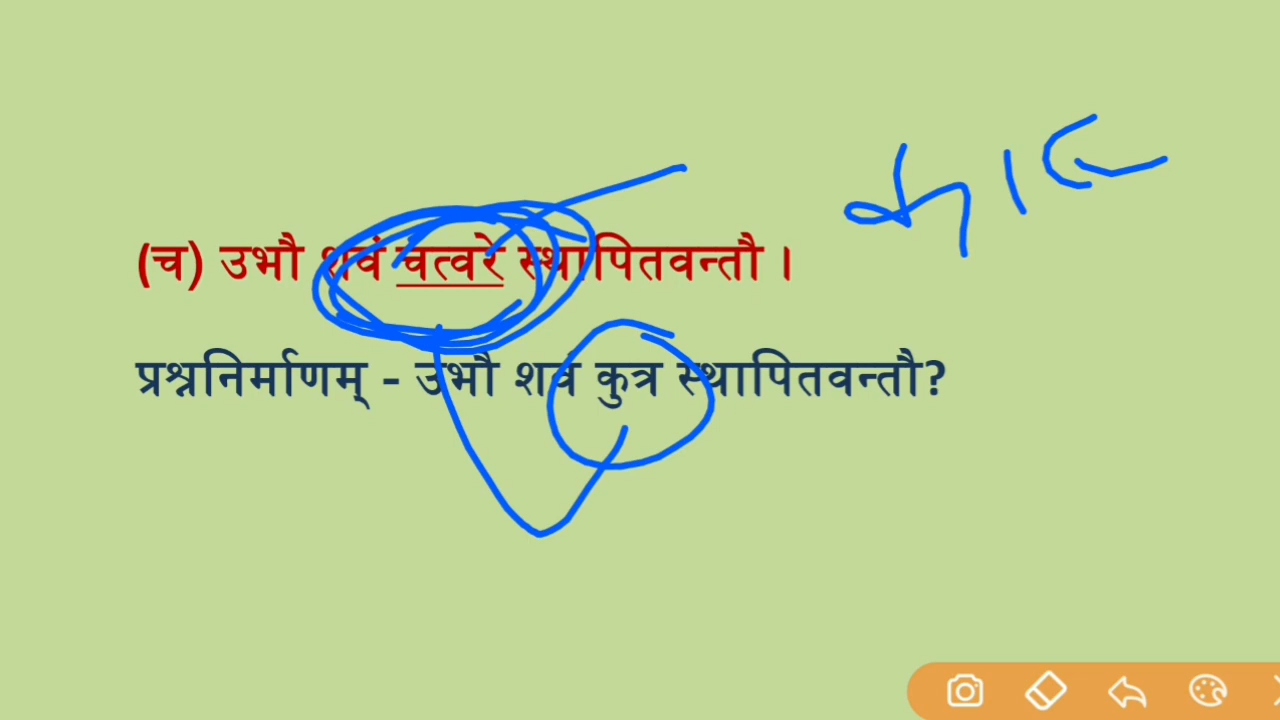 (च) उभौ शवं चत्वरे स्थापितवन्तौ ।
प्रश्ननिर्माणम् - उभौ शवं कुत्र स्थापितवन्तौ?